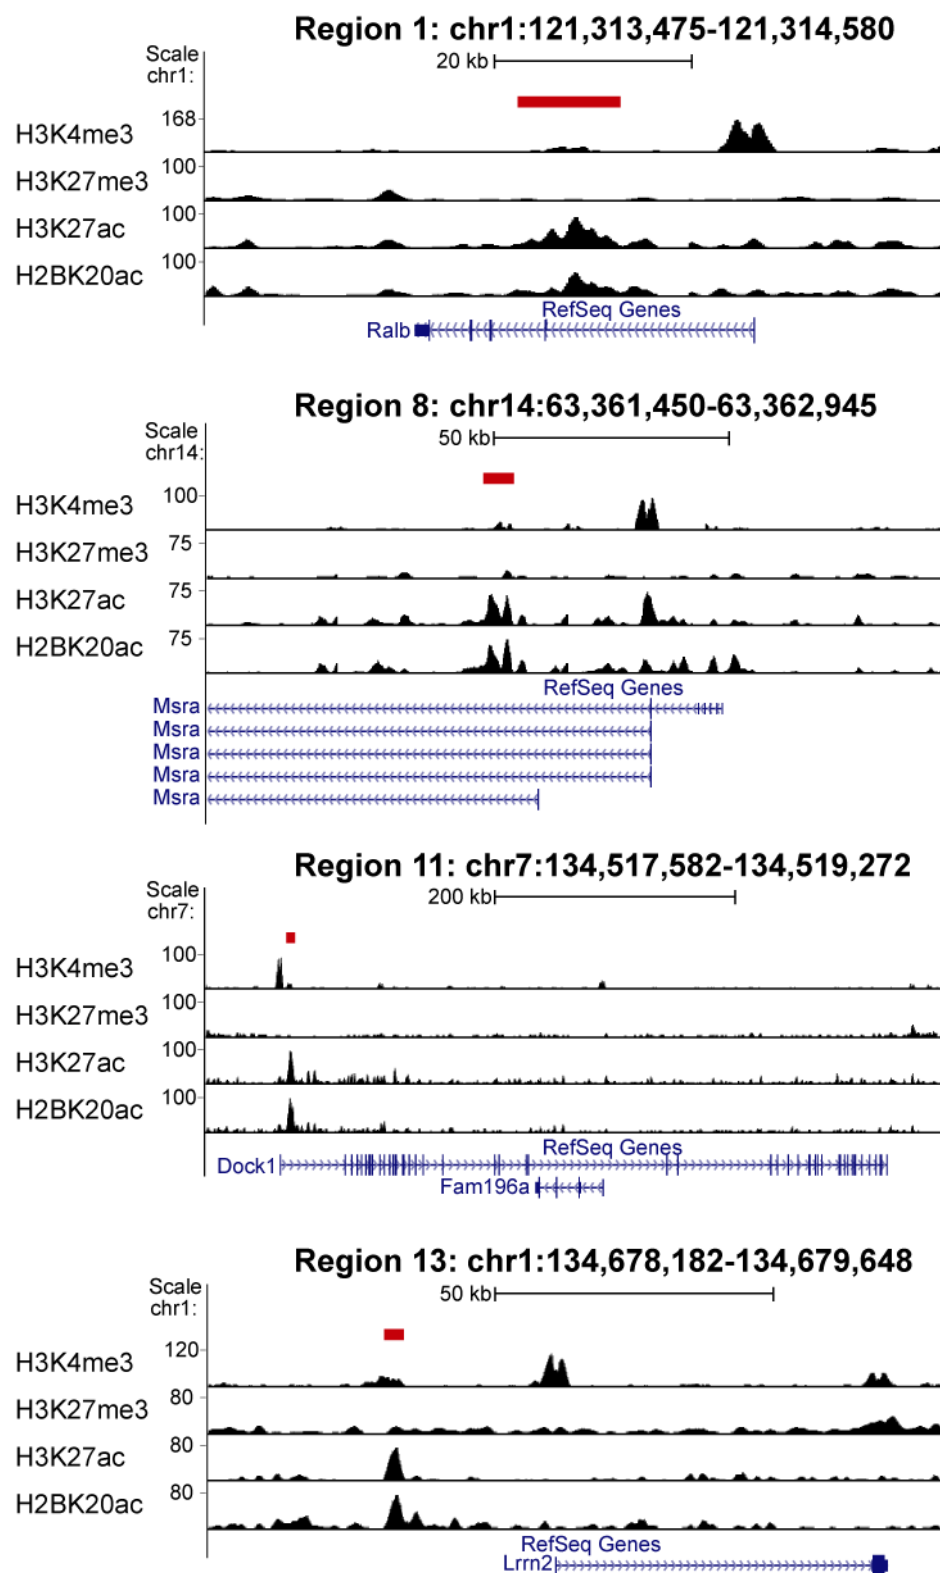 Region 1: chr1:121,313,475-121,314,580
Scale
20 kb
chr1:
H3K4me3
168
H3K27me3
100
H3K27ac
100
H2BK20ac
100
RefSeq Genes
Ralb
Region 8: chr14:63,361,450-63,362,945
Scale
50 kb
chr14:
H3K4me3
100
H3K27me3
75
H3K27ac
75
H2BK20ac
75
RefSeq Genes
Msra
Msra
Msra
Msra
Msra
Region 11: chr7:134,517,582-134,519,272
Scale
200 kb
chr7:
H3K4me3
100
H3K27me3
100
H3K27ac
100
H2BK20ac
100
RefSeq Genes
Dock1
Fam196a
Region 13: chr1:134,678,182-134,679,648
Scale
50 kb
chr1:
H3K4me3
120
H3K27me3
80
H3K27ac
80
H2BK20ac
80
RefSeq Genes
Lrrn2